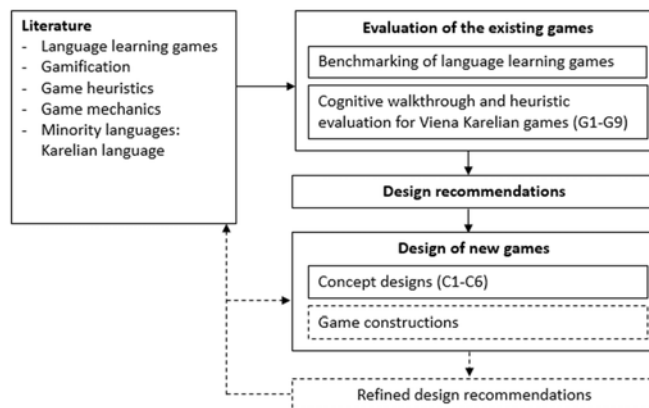 Literature
- Language learning games
- Gamification
- Game heuristics
- Game mechanics
- Minority languages:
Karelian language
Evaluation of the existing games
Benchmarking of language learning games
Cognitive walkthrough and heuristic
evaluation for Viena Karelian games (G1-G9)
Design recommendations
Design of new games
Concept designs (C1-C6)
Game constructions
Refined design recommendations